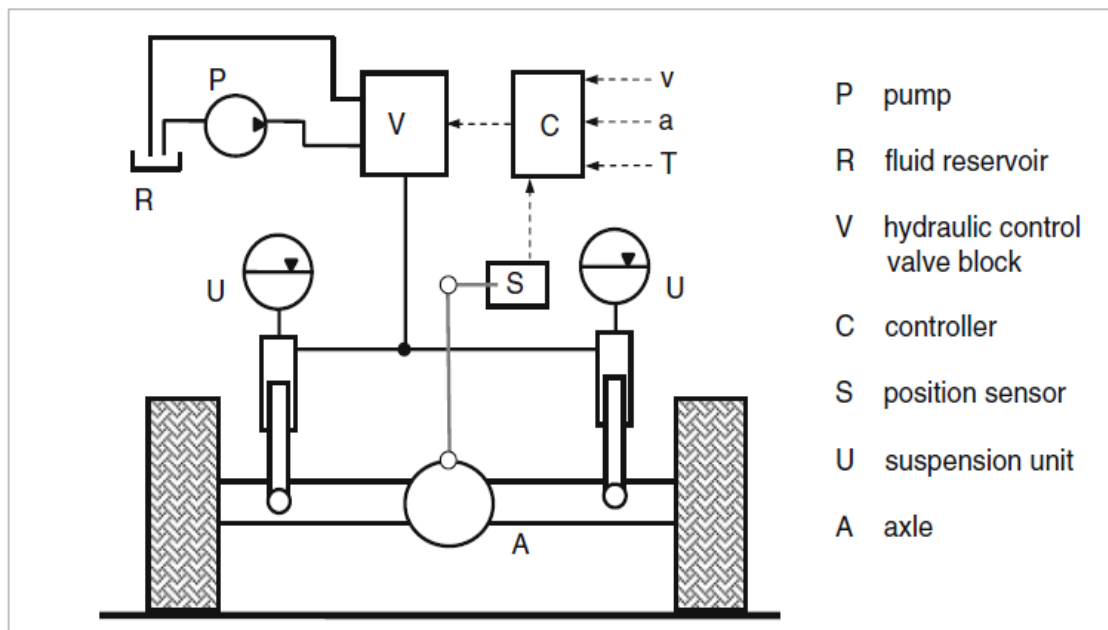 P
V
C
v
a
T
R
U
S
U
A
P pump
R fluid reservoir
V hydraulic control
valve block
C controller
S position sensor
U suspension unit
A axle